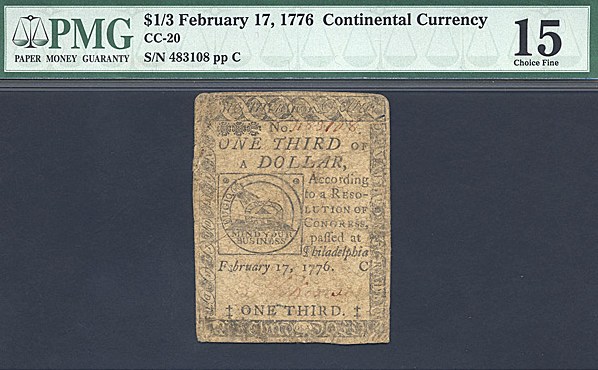 PMG
PAPER MONEY GUARANTY
$1/3 February 17, 1776 Continental Currency
CC-20
S/N 483108 pp C
15
Choice Fine
No.
ONE THIRD OF
A DOLLAR,
According
to a RESO-
LUTION OF
CONGRESS,
passed at
Philadelphia
February 17, 1776. C
MIND YOUR
BUSINESS
‡ ONE THIRD. ‡